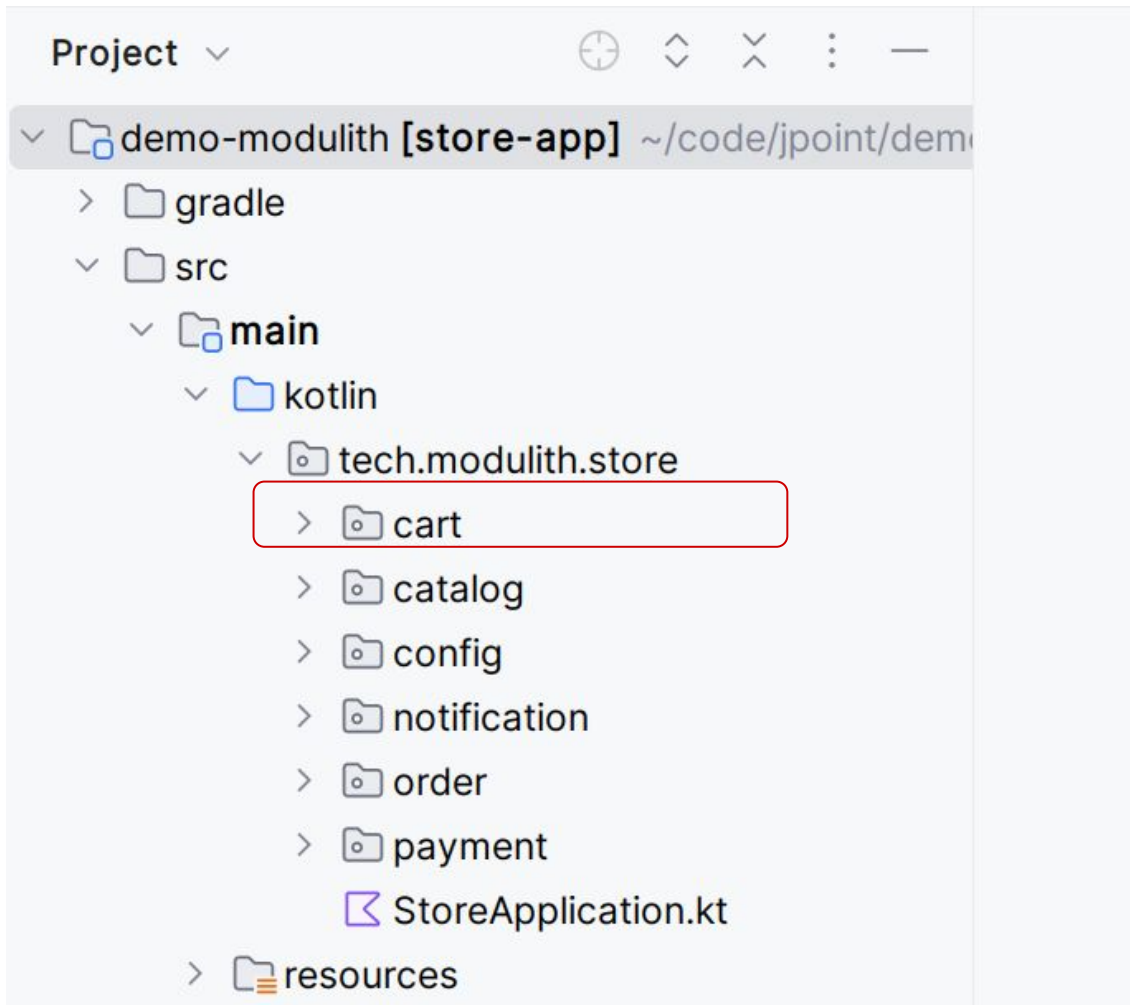 Project
demo-modulith [store-app] ~/code/jpoint/dem
gradle
src
main
kotlin
tech.modulith.store
cart
catalog
config
notification
order
payment
StoreApplication.kt
resources